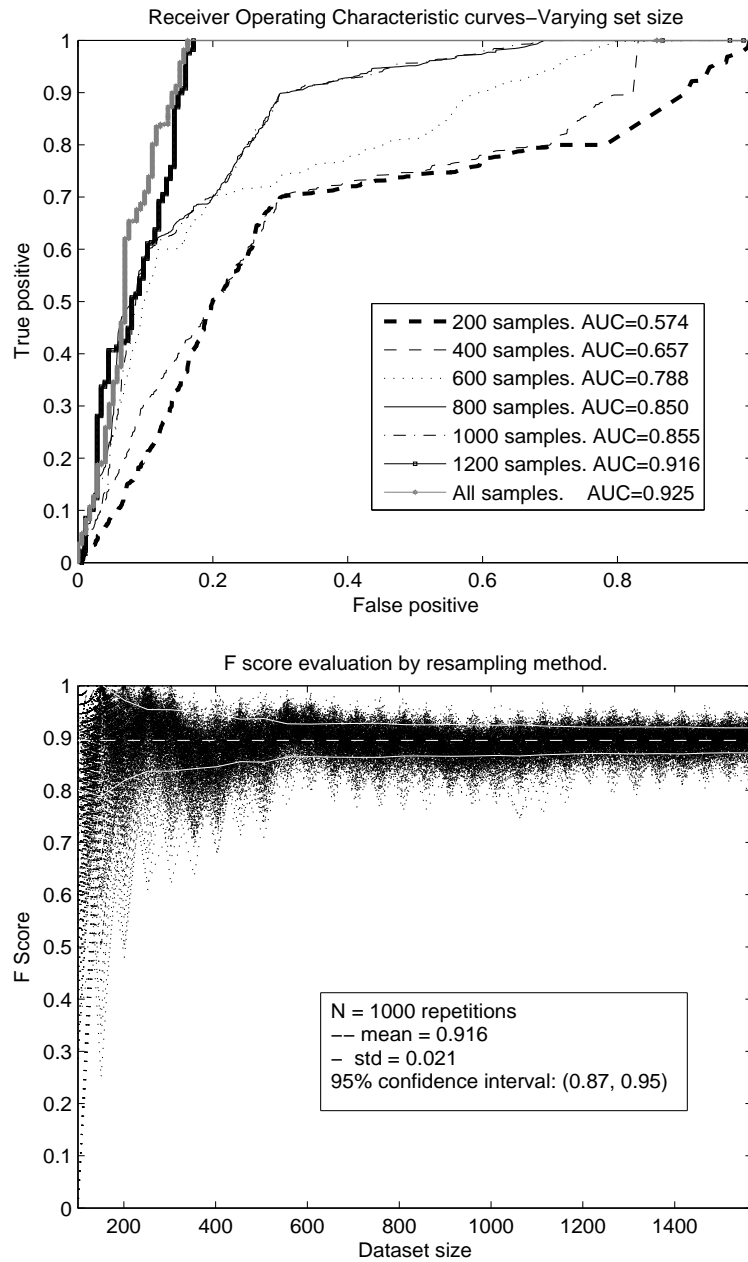 Receiver Operating Characteristic curves−Varying set size
1
0.9
0.8
0.7
0.6
0.5
0.4
0.3
0.2
0.1
0
True positive
200 samples. AUC=0.574
400 samples. AUC=0.657
600 samples. AUC=0.788
800 samples. AUC=0.850
1000 samples. AUC=0.855
1200 samples. AUC=0.916
All samples. AUC=0.925
0 0.2 0.4 0.6 0.8
False positive
F score evaluation by resampling method.
1
0.9
0.8
0.7
0.6
0.5
0.4
0.3
0.2
0.1
0
F Score
N = 1000 repetitions
−− mean = 0.916
− std = 0.021
95% confidence interval: (0.87, 0.95)
200 400 600 800 1000 1200 1400
Dataset size